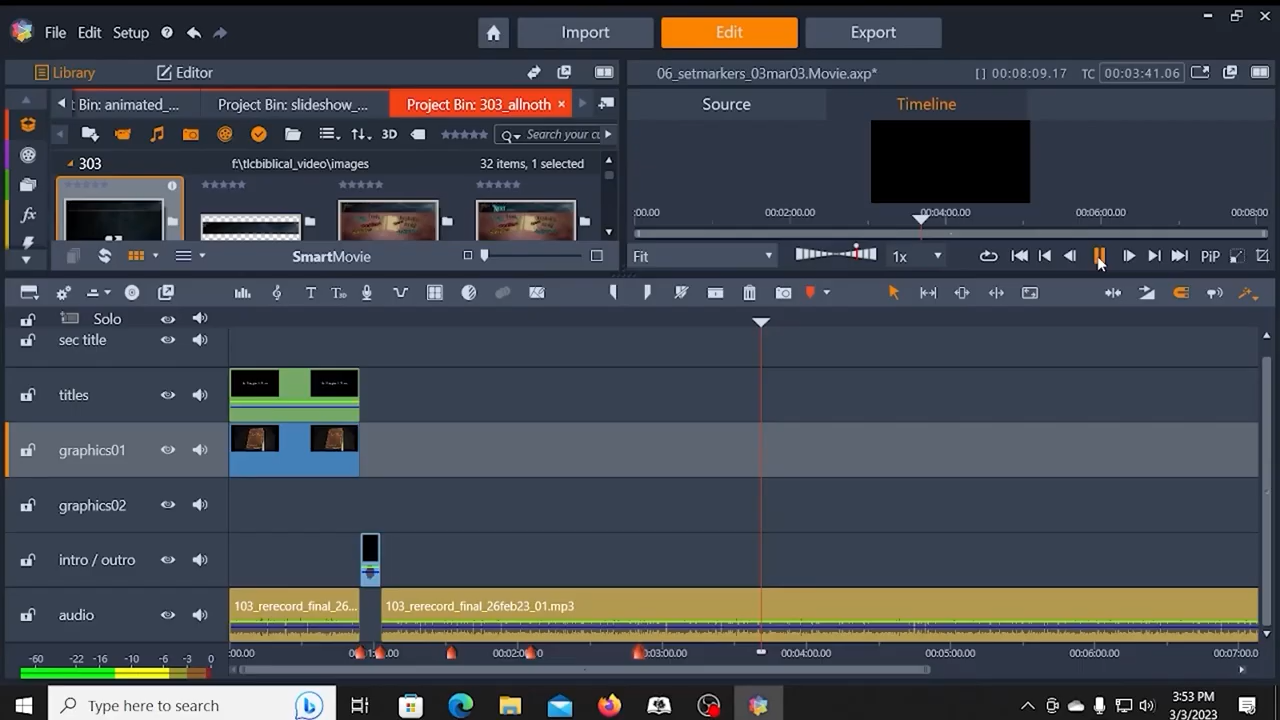 File Edit Setup Import Edit Export
Library Editor 06_setmarkers_03mar03.Movie.axp* [ ] 00:08:09.17 TC 00:03:41.06
t Bin: animated_... Project Bin: slideshow_... Project Bin: 303_allnoth × Source Timeline
3D Search your cu
303 f:\tlcbiblical_video\images 32 items, 1 selected
:00.00 00:02:00.00 00:04:00.00 00:06:00.00 00:08:00
SmartMovie Fit 1x PiP
Solo
sec title
titles
graphics01
graphics02
intro / outro
audio 103_rerecord_final_26... 103_rerecord_final_26feb23_01.mp3
-60 -22 -16 -10 -6 -3 0 :00.00 00:02:00.00 00:03:00.00 00:04:00.00 00:05:00.00 00:06:00.00 00:07:00.0
Type here to search 3:53 PM
3/3/2023